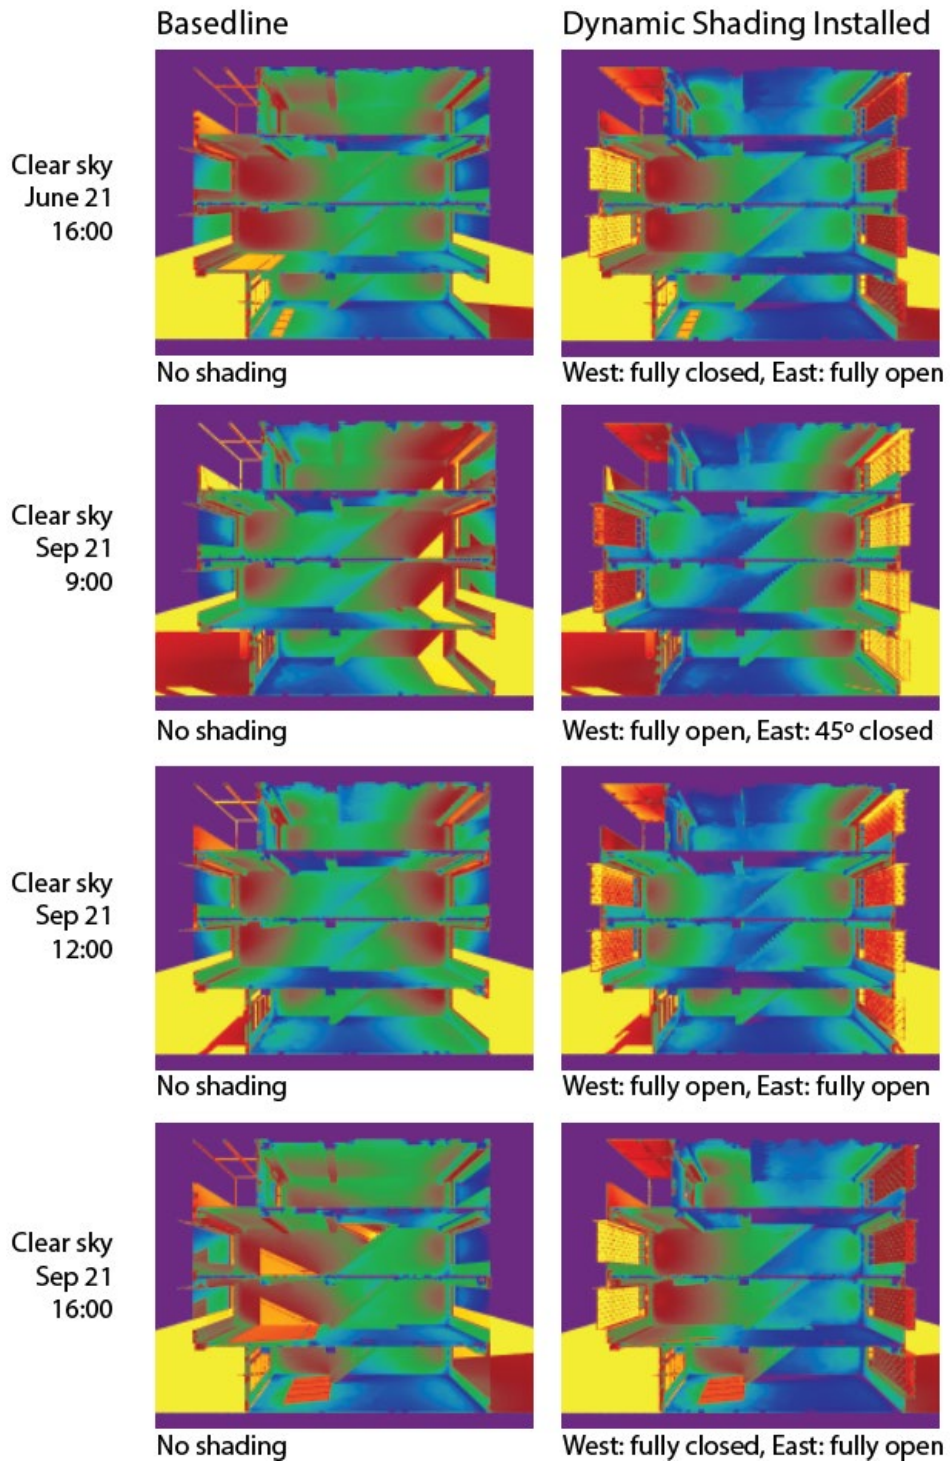 Basedline
Dynamic Shading Installed
Clear sky
June 21
16:00
No shading
West: fully closed, East: fully open
Clear sky
Sep 21
9:00
No shading
West: fully open, East: 45º closed
Clear sky
Sep 21
12:00
No shading
West: fully open, East: fully open
Clear sky
Sep 21
16:00
No shading
West: fully closed, East: fully open